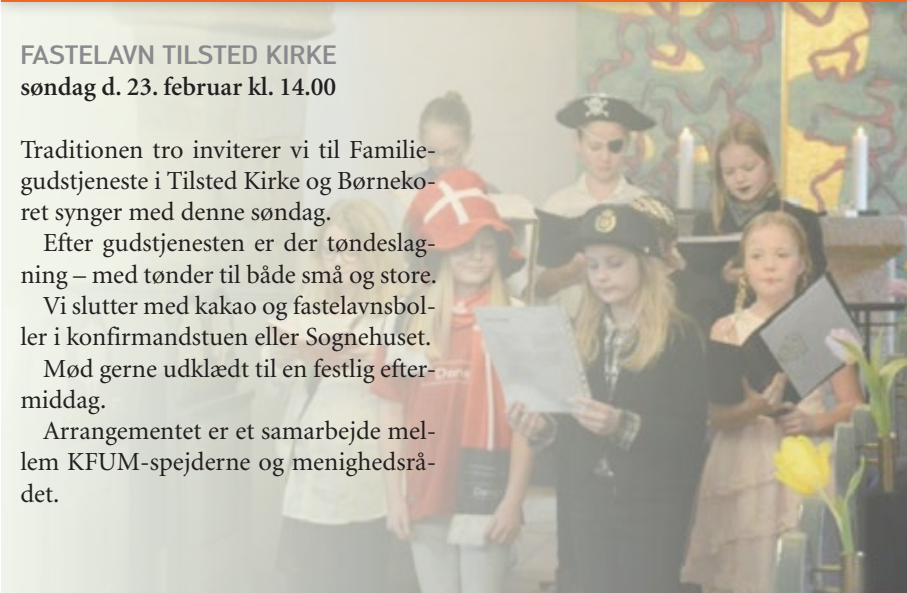 FASTELAVN TILSTED KIRKE
søndag d. 23. februar kl. 14.00
Traditionen tro inviterer vi til Familie-
gudstjeneste i Tilsted Kirke og Børneko-
ret synger med denne søndag.
Efter gudstjenesten er der tøndeslag-
ning – med tønder til både små og store.
Vi slutter med kakao og fastelavnsbol-
ler i konfirmandstuen eller Sognehuset.
Mød gerne udklædt til en festlig efter-
middag.
Arrangementet er et samarbejde mel-
lem KFUM-spejderne og menighedsrå-
det.